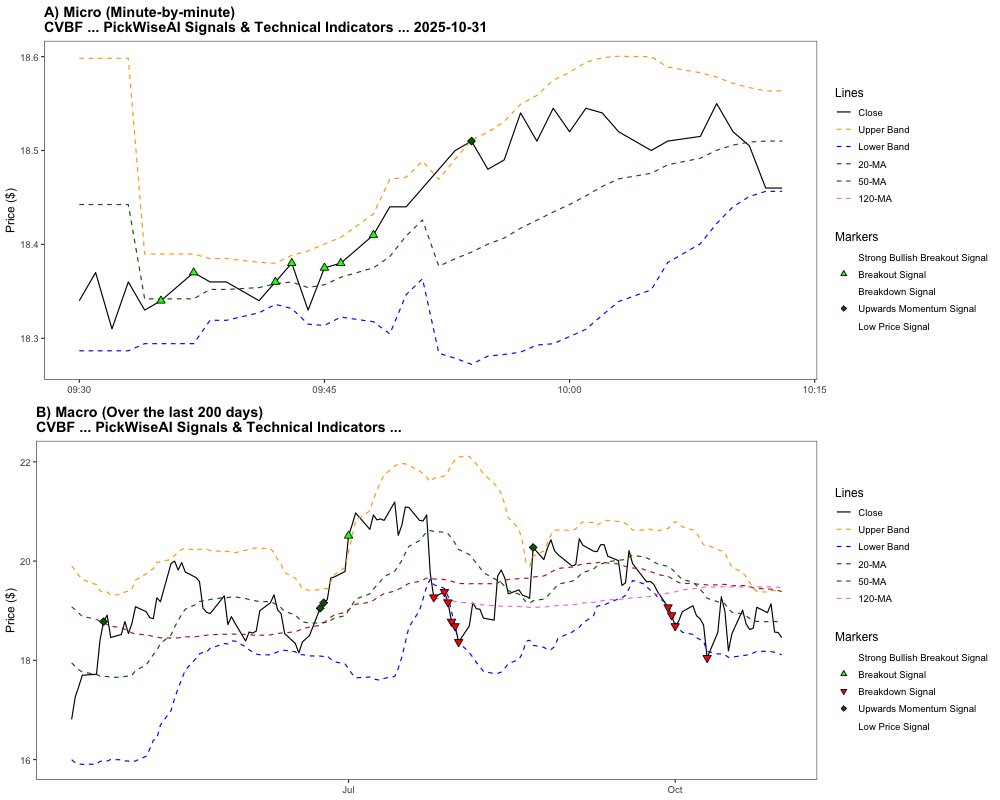 A) Micro (Minute-by-minute)
CVBF ... PickWiseAI Signals & Technical Indicators ... 2025-10-31
Price ($)
18.6
18.5
18.4
18.3
09:30
09:45
10:00
10:15
Lines
Close
Upper Band
Lower Band
20-MA
50-MA
120-MA
Markers
Strong Bullish Breakout Signal
Breakout Signal
Breakdown Signal
Upwards Momentum Signal
Low Price Signal
B) Macro (Over the last 200 days)
CVBF ... PickWiseAI Signals & Technical Indicators ...
Price ($)
22
20
18
16
Jul
Oct
Lines
Close
Upper Band
Lower Band
20-MA
50-MA
120-MA
Markers
Strong Bullish Breakout Signal
Breakout Signal
Breakdown Signal
Upwards Momentum Signal
Low Price Signal